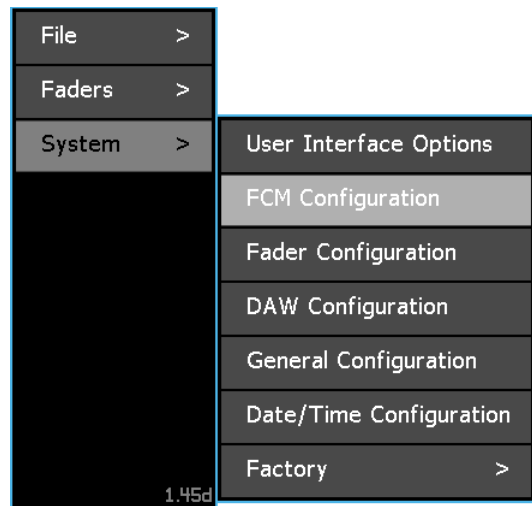 File >
Faders >
System >
User Interface Options
FCM Configuration
Fader Configuration
DAW Configuration
General Configuration
Date/Time Configuration
Factory >
1.45d